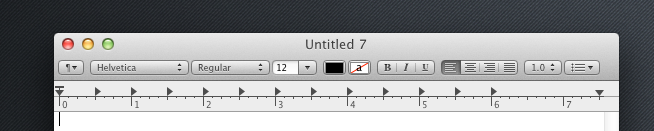 Untitled 7
¶ Helvetica Regular 12 a B I U 1.0
0 1 2 3 4 5 6 7